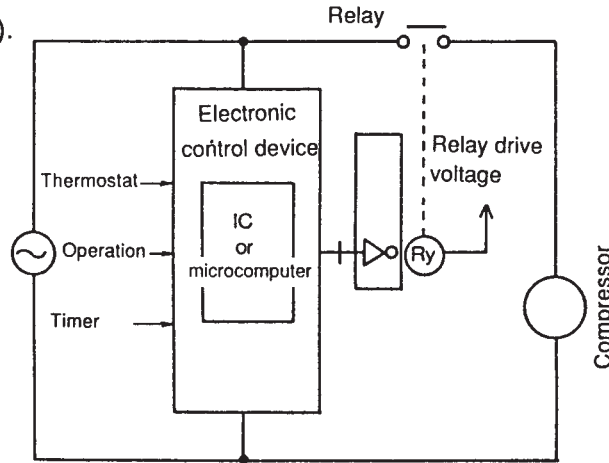 ).
Relay
Electronic
control device
Relay drive
voltage
Thermostat
IC
or
microcomputer
Operation
Ry
Timer
Compressor